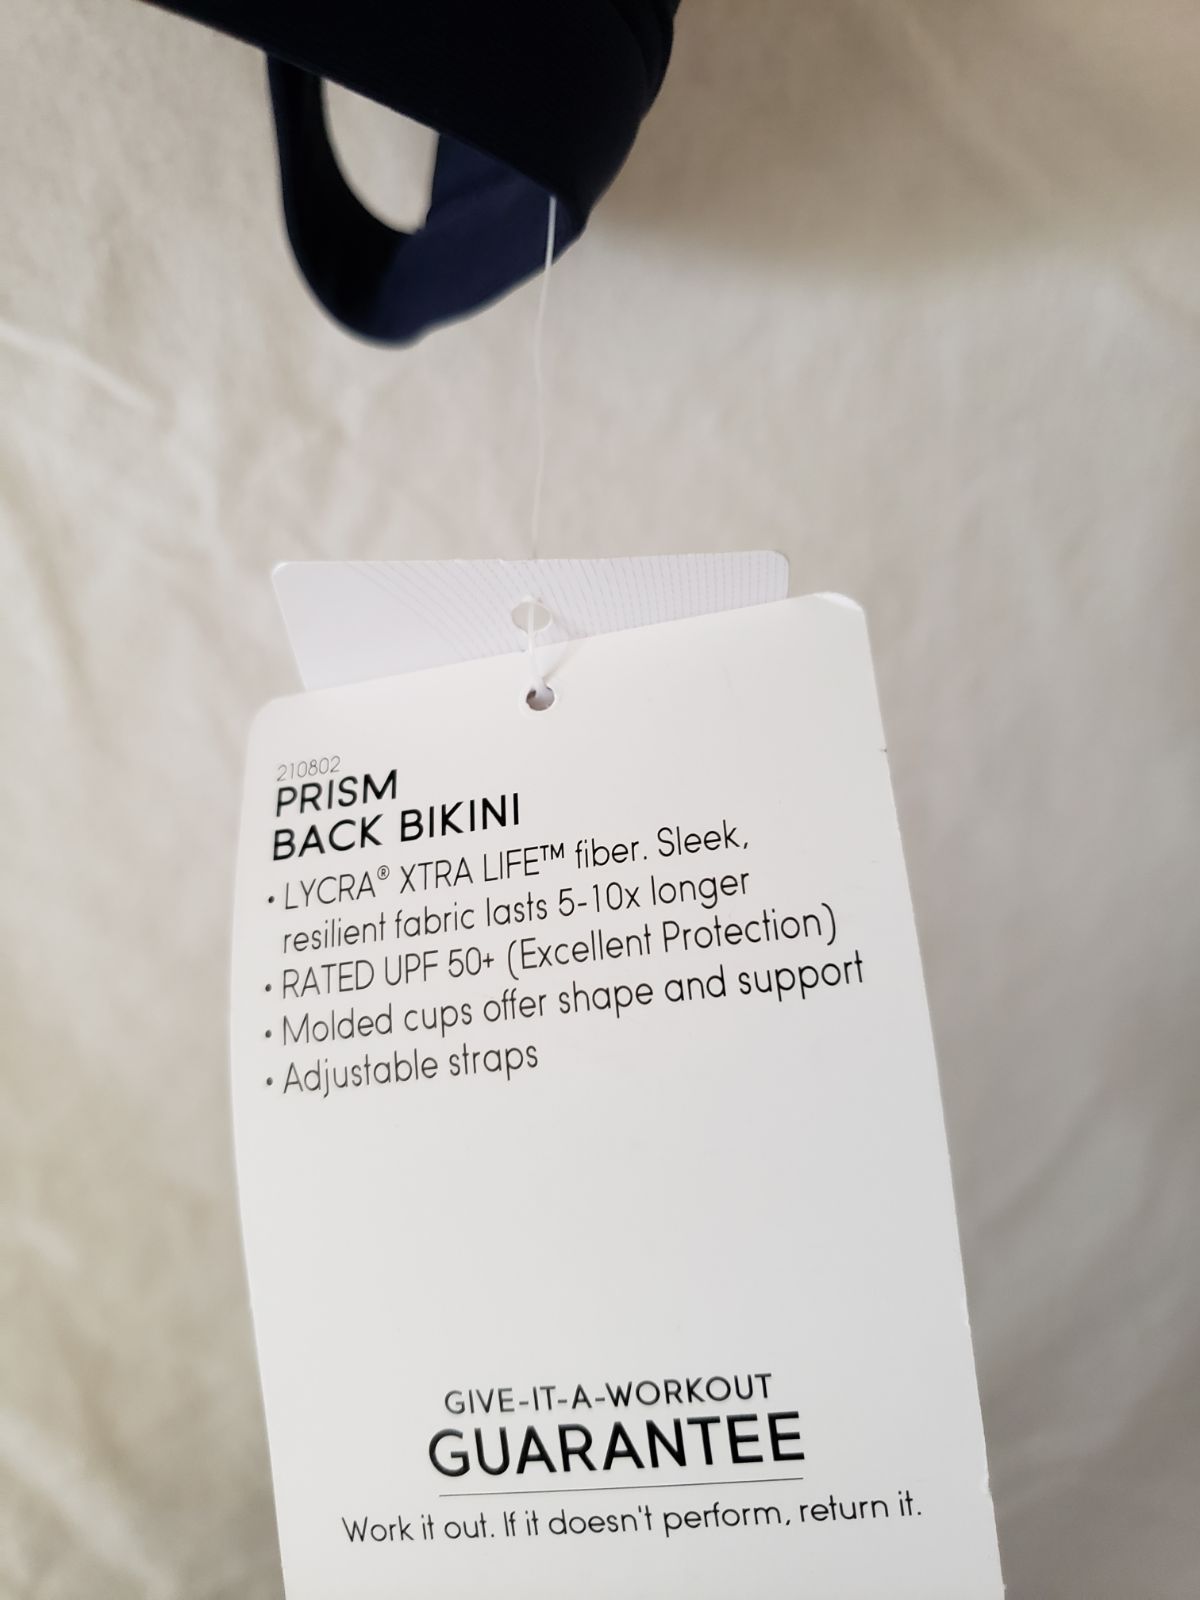 210802
PRISM
BACK BIKINI
• LYCRA® XTRA LIFE™ fiber. Sleek,
resilient fabric lasts 5-10x longer
• RATED UPF 50+ (Excellent Protection)
• Molded cups offer shape and support
• Adjustable straps
GIVE-IT-A-WORKOUT
GUARANTEE
Work it out. If it doesn't perform, return it.